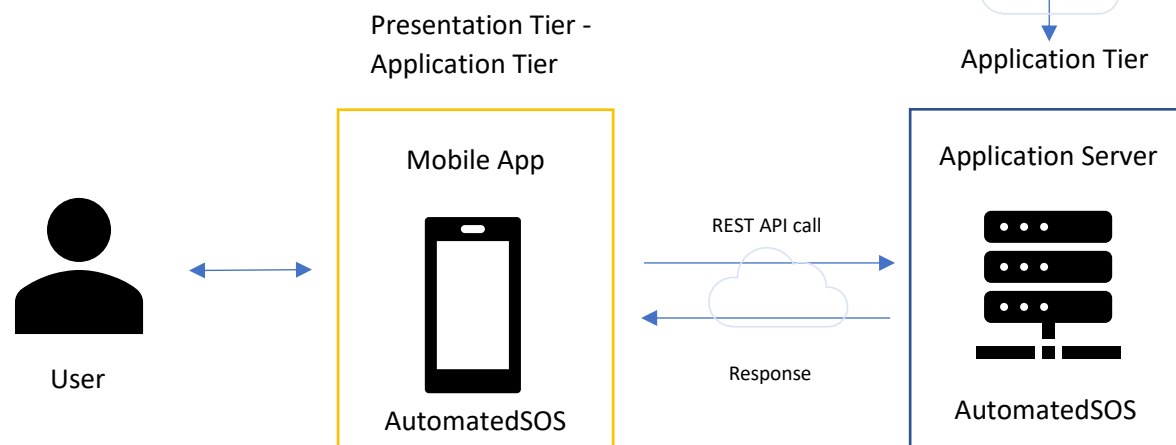 Presentation Tier -
Application Tier
Application Tier
Mobile App
Application Server
REST API call
Response
User
AutomatedSOS
AutomatedSOS